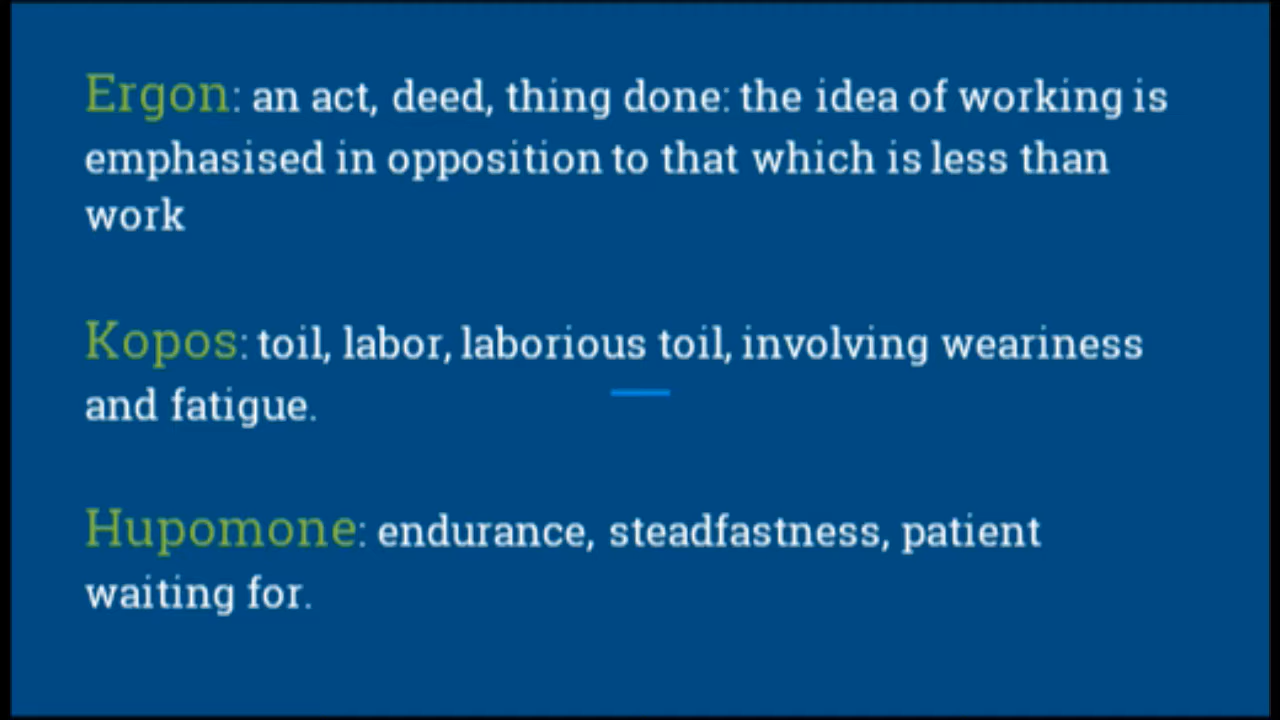 Ergon: an act, deed, thing done: the idea of working is
emphasised in opposition to that which is less than
work
Kopos: toil, labor, laborious toil, involving weariness
and fatigue.
Hupomone: endurance, steadfastness, patient
waiting for.